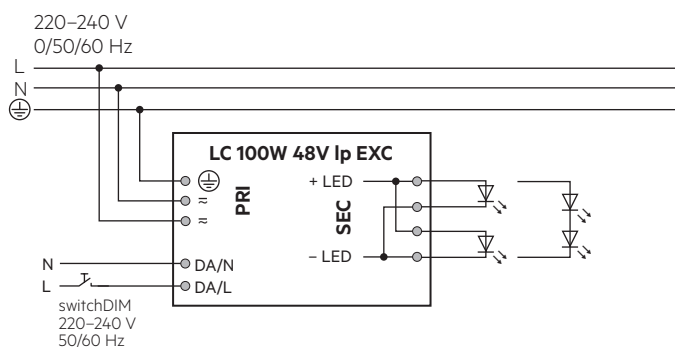 220–240 V
0/50/60 Hz
L
N
LC 100W 48V lp EXC
+ LED
≂
PRI
SEC
≂
N
DA/N
– LED
L
DA/L
switchDIM
220–240 V
50/60 Hz